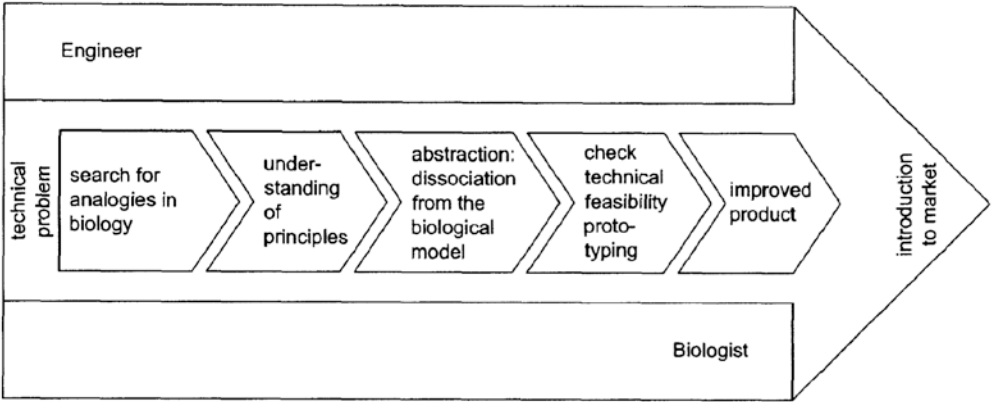 Engineer
technical
problem
search for
analogies in
biology
under-
standing
of
principles
abstraction:
dissociation
from the
biological
model
check
technical
feasibility
proto-
typing
improved
product
introduction
to market
Biologist